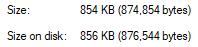 Size: 854 KB (874,854 bytes)
Size on disk: 856 KB (876,544 bytes)